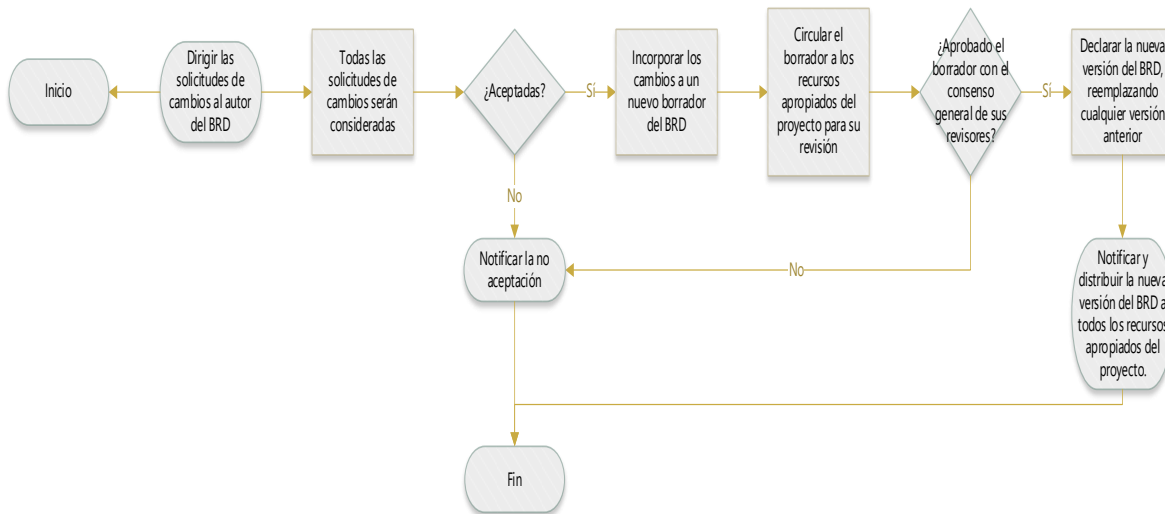 Inicio
Dirigir las
solicitudes de
cambios al autor
del BRD
Todas las
solicitudes de
cambios serán
consideradas
¿Aceptadas?
Sí
Incorporar los
cambios a un
nuevo borrador
del BRD
Circular el
borrador a los
recursos
apropiados del
proyecto para su
revisión
¿Aprobado el
borrador con el
consenso
general de sus
revisores?
Sí
Declarar la nueva
versión del BRD,
reemplazando
cualquier versión
anterior
No
Notificar la no
aceptación
No
Notificar y
distribuir la nueva
versión del BRD a
todos los recursos
apropiados del
proyecto.
Fin